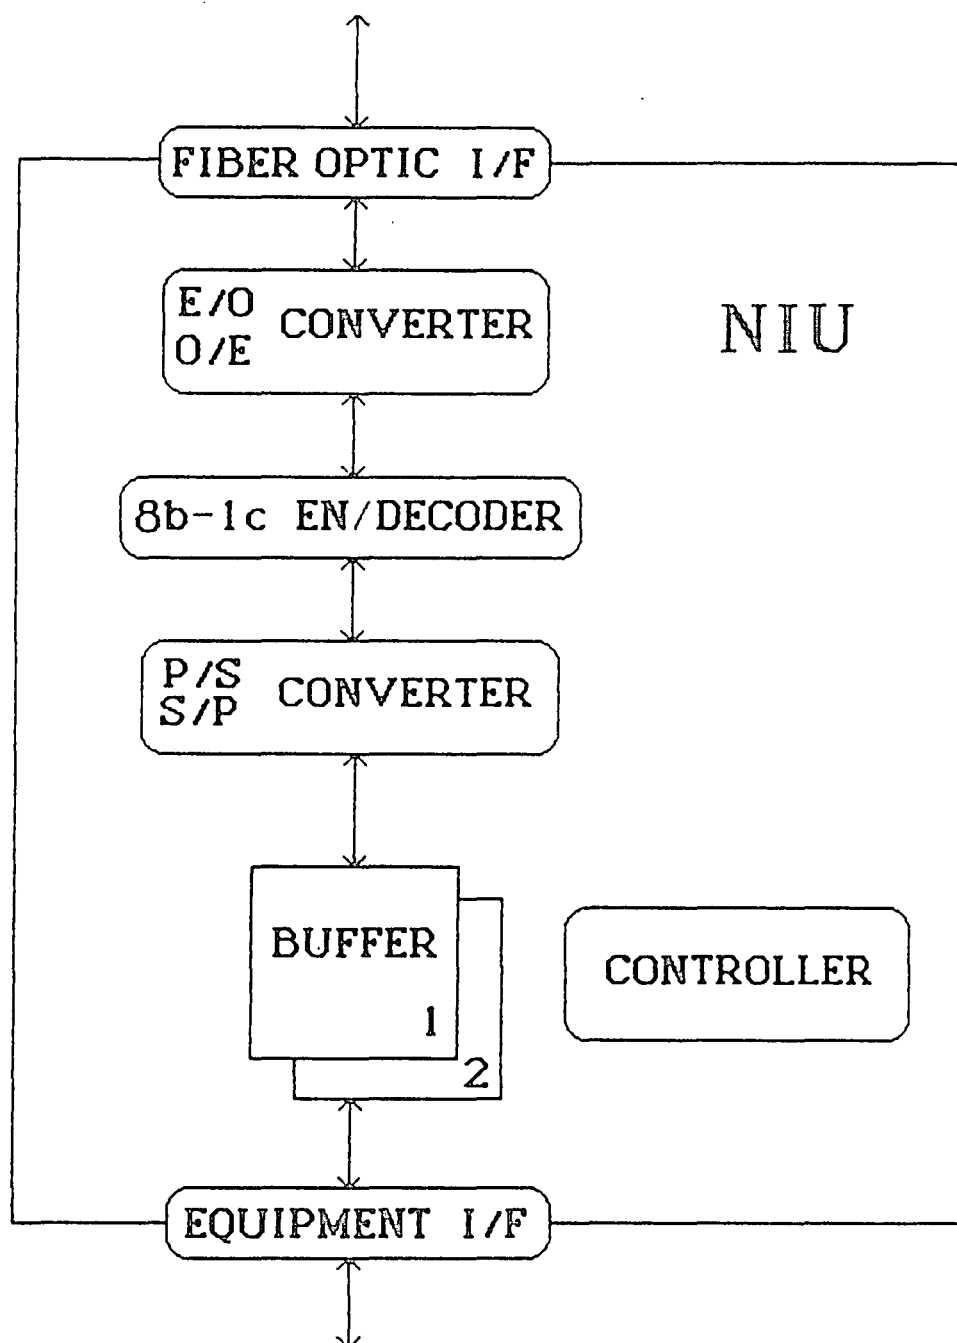 FIBER OPTIC I/F
E/O
O/E
CONVERTER
NIU
8b-1c EN/DECODER
P/S
S/P
CONVERTER
BUFFER
1
2
CONTROLLER
EQUIPMENT I/F